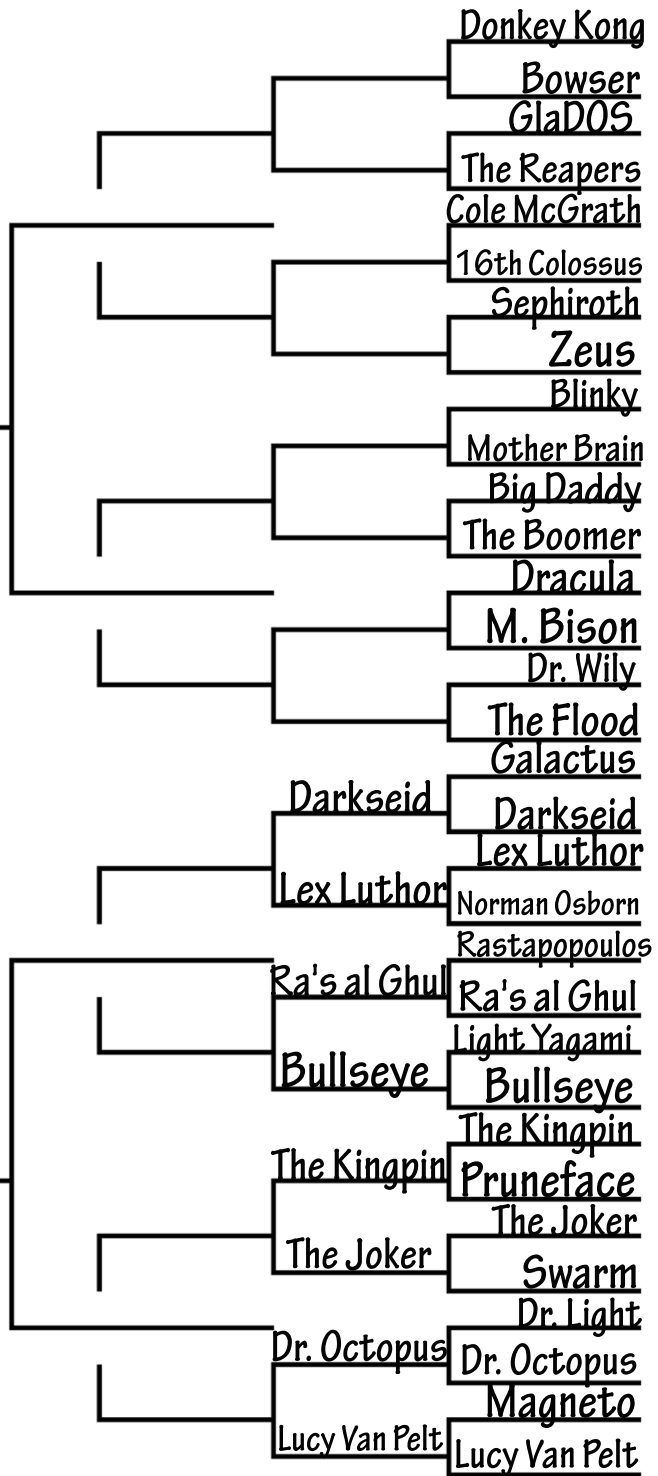 Donkey Kong
Bowser
GlaDOS
The Reapers
Cole McGrath
16th Colossus
Sephiroth
Zeus
Blinky
Mother Brain
Big Daddy
The Boomer
Dracula
M. Bison
Dr. Wily
The Flood
Galactus
Darkseid
Darkseid
Lex Luthor
Lex Luthor
Norman Osborn
Rastapopoulos
Ra's al Ghul
Ra's al Ghul
Light Yagami
Bullseye
Bullseye
The Kingpin
The Kingpin
Pruneface
The Joker
The Joker
Swarm
Dr. Light
Dr. Octopus
Dr. Octopus
Magneto
Lucy Van Pelt
Lucy Van Pelt